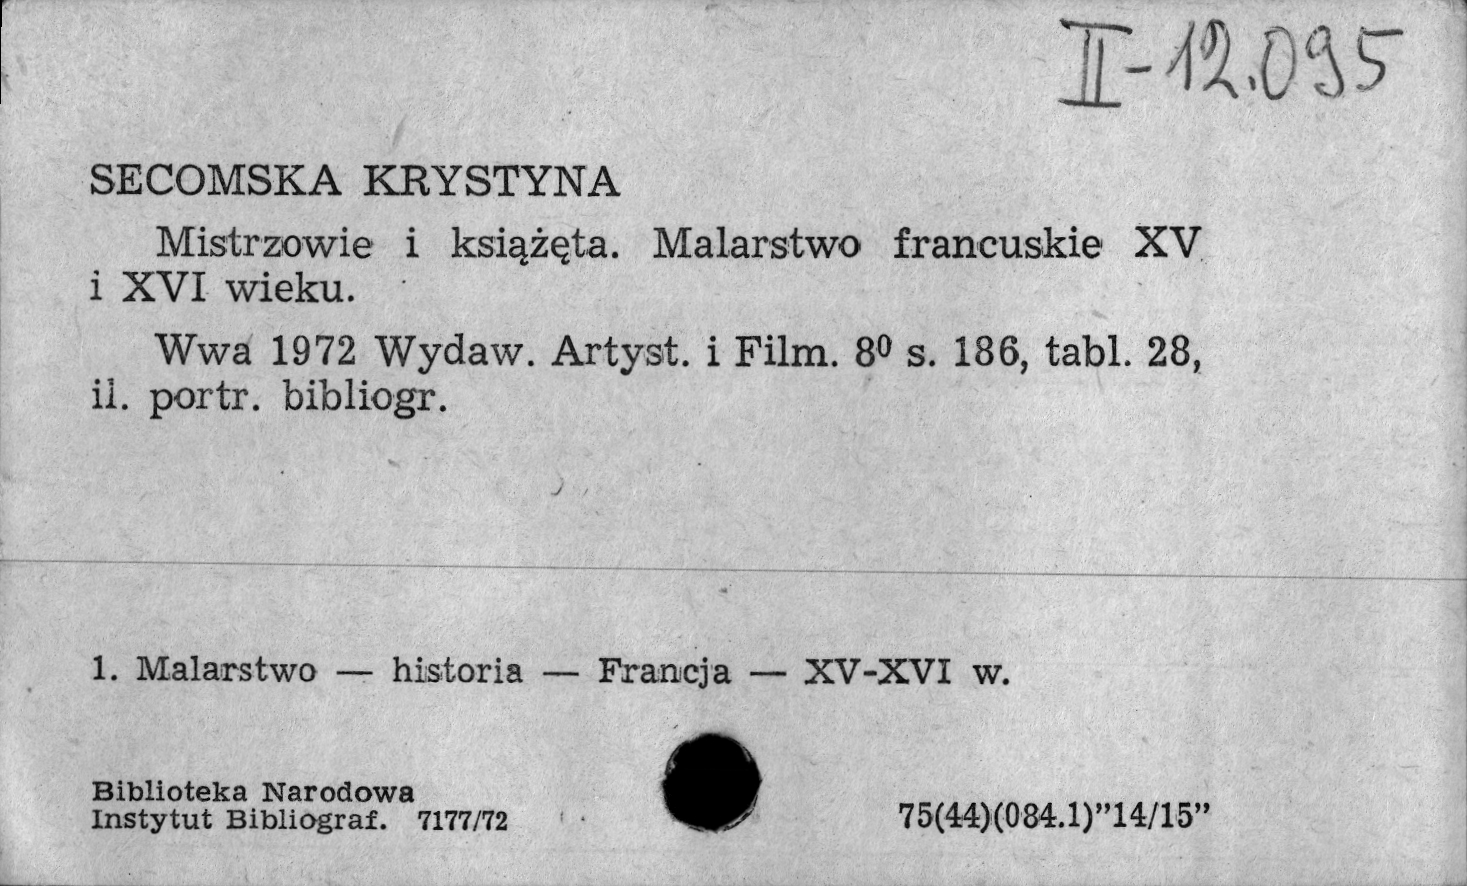 II-12.095
SECOMSKA KRYSTYNA
Mistrzowie i książęta. Malarstwo francuskie XV
i XVI wieku.
Wwa 1972 Wydaw. Artyst. i Film. 8⁰ s. 186, tabl. 28,
il. portr. bibliogr.
1. Malarstwo — historia — Francja — XV-XVI w.
Biblioteka Narodowa
Instytut Bibliograf. 7177/72
75(44)(084.1)”14/15”